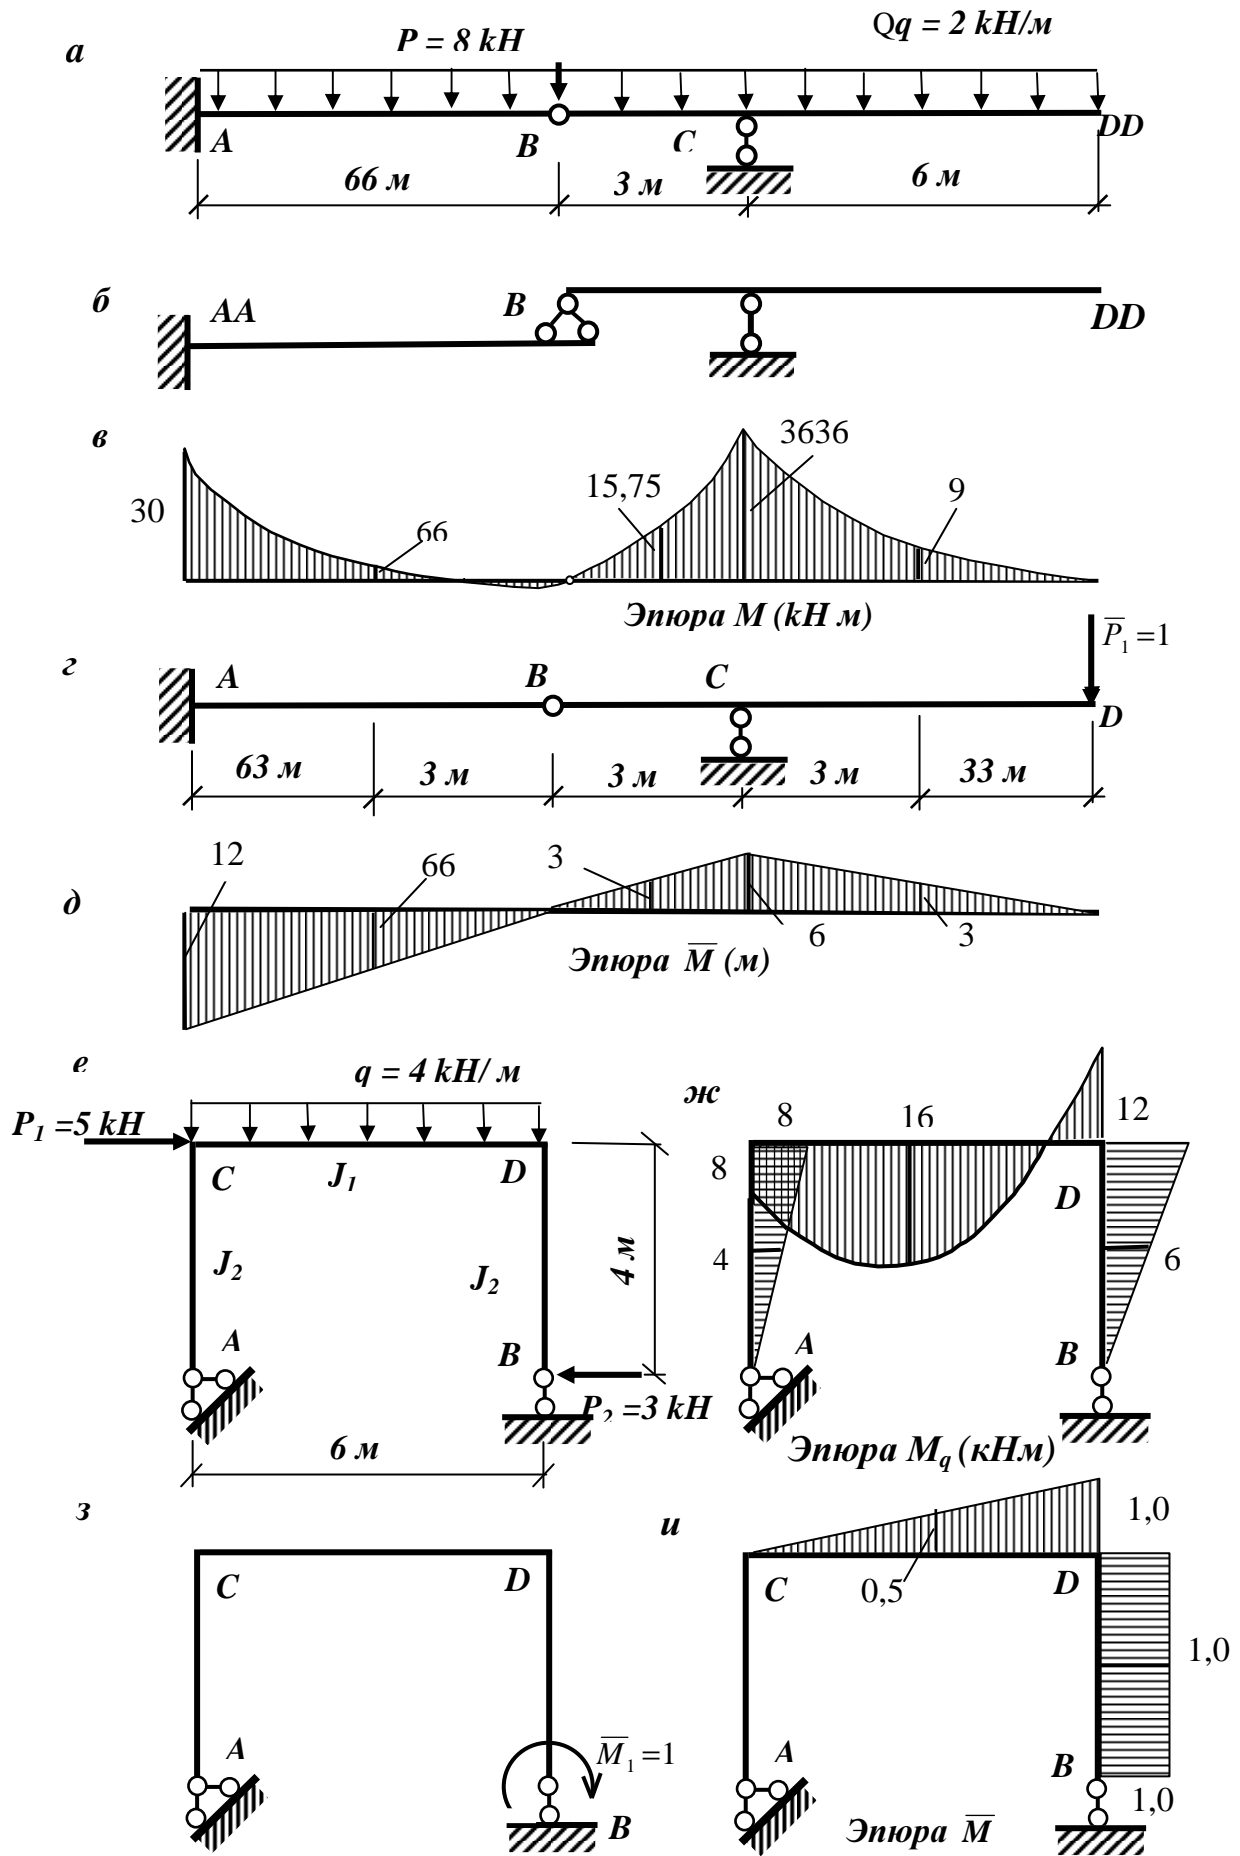 а
P = 8 kH
Qq = 2 kH/м
A
B
C
DD
66 м
3 м
6 м
б
AA
B
DD
в
30
66
15,75
3636
9
Эпюра M (kH м)
P̅₁ =1
г
A
B
C
D
63 м
3 м
3 м
3 м
33 м
д
12
66
3
6
3
Эпюра M̅ (м)
е
q = 4 kH/ м
P₁ =5 kH
C
J₁
D
J₂
J₂
4 м
A
B
P₂ =3 kH
6 м
ж
8
16
12
8
D
4
6
A
B
Эпюра M_q (кНм)
з
C
D
A
M̅₁ =1
B
и
1,0
C
0,5
D
1,0
A
B
1,0
Эпюра M̅